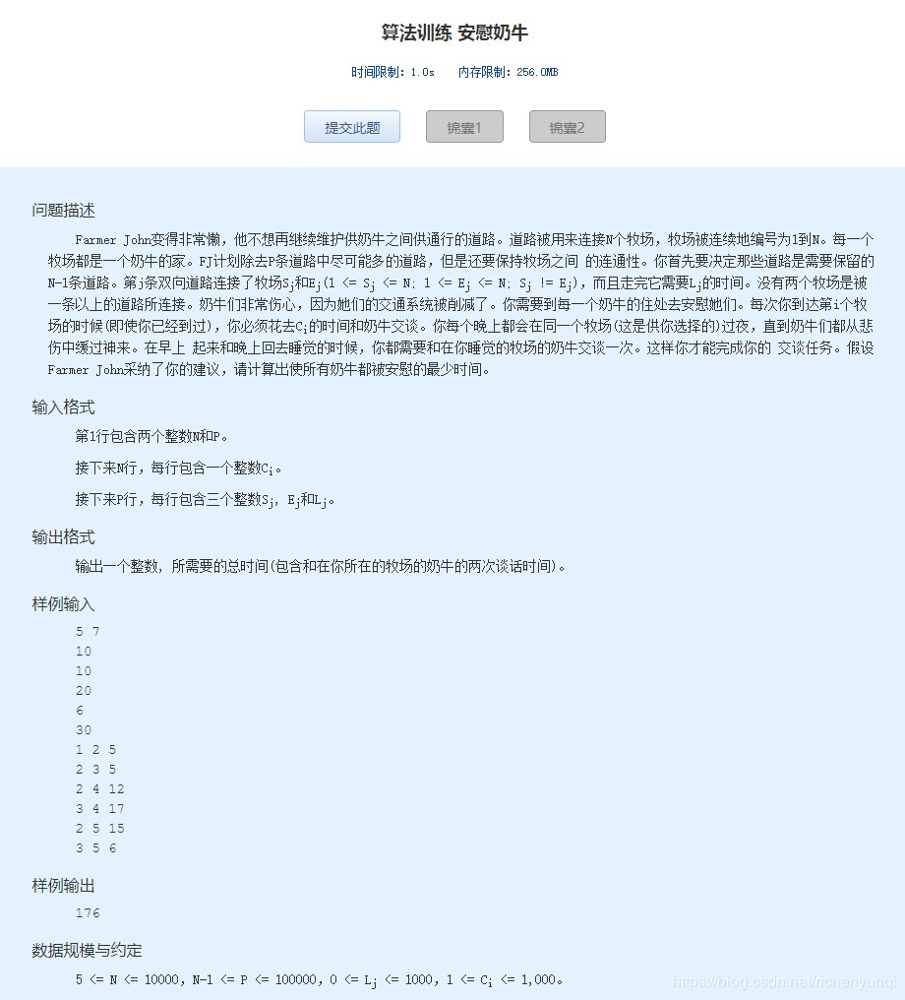 算法训练 安慰奶牛
时间限制：1.0s 内存限制：256.0MB
提交此题 锦囊1 锦囊2
问题描述
Farmer John变得非常懒，他不想再继续维护供奶牛之间供通行的道路。道路被用来连接N个牧场，牧场被连续地编号为1到N。每一个
牧场都是一个奶牛的家。FJ计划除去P条道路中尽可能多的道路，但是还要保持牧场之间 的连通性。你首先要决定那些道路是需要保留的
N-1条道路。第j条双向道路连接了牧场Sj和Ej(1 <= Sj <= N; 1 <= Ej <= N; Sj != Ej)，而且走完它需要Lj的时间。没有两个牧场是被
一条以上的道路所连接。奶牛们非常伤心，因为她们的交通系统被削减了。你需要到每一个奶牛的住处去安慰她们。每次你到达第i个牧
场的时候(即使你已经到过)，你必须花去Ci的时间和奶牛交谈。你每个晚上都会在同一个牧场(这是供你选择的)过夜，直到奶牛们都从悲
伤中缓过神来。在早上 起来和晚上回去睡觉的时候，你都需要和在你睡觉的牧场的奶牛交谈一次。这样你才能完成你的 交谈任务。假设
Farmer John采纳了你的建议，请计算出使所有奶牛都被安慰的最少时间。
输入格式
第1行包含两个整数N和P。
接下来N行，每行包含一个整数Ci。
接下来P行，每行包含三个整数Sj, Ej和Lj。
输出格式
输出一个整数, 所需要的总时间(包含和在你所在的牧场的奶牛的两次谈话时间)。
样例输入
5 7
10
10
20
6
30
1 2 5
2 3 5
2 4 12
3 4 17
2 5 15
3 5 6
样例输出
176
数据规模与约定
5 <= N <= 10000，N-1 <= P <= 100000，0 <= Lj <= 1000，1 <= Ci <= 1,000。
https://blog.csdn.net/richenyunqi